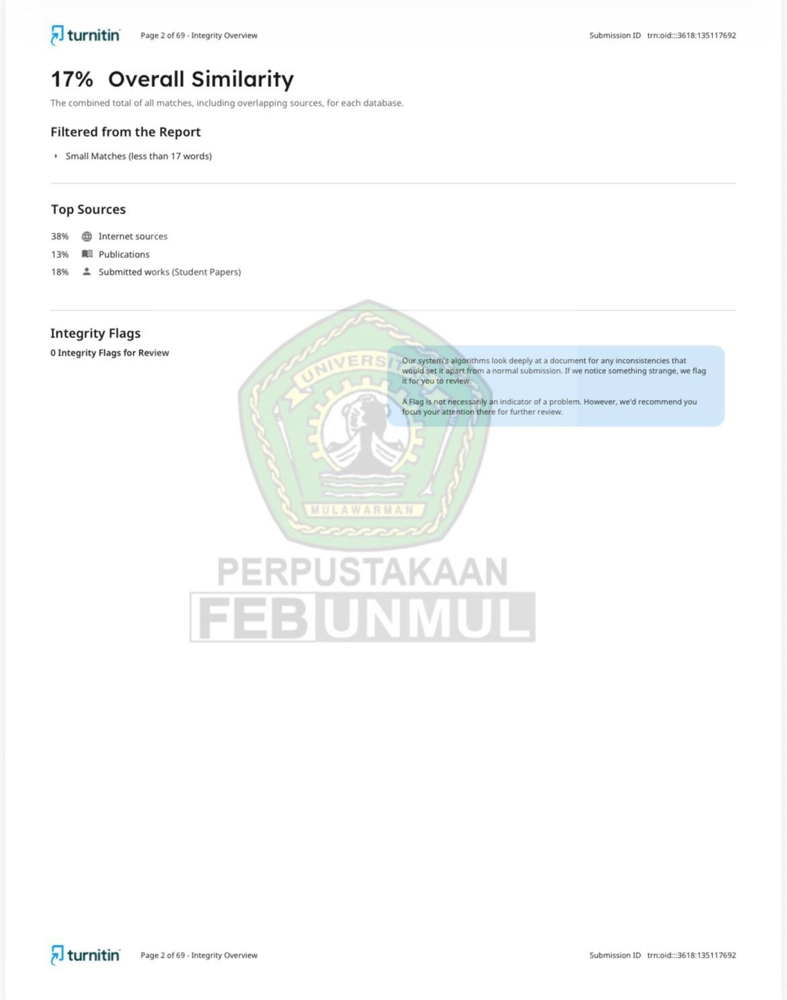 turnitin Page 2 of 69 - Integrity Overview Submission ID trn:oid:::3618:135117692
17% Overall Similarity
The combined total of all matches, including overlapping sources, for each database.
Filtered from the Report
Small Matches (less than 17 words)
Top Sources
38% Internet sources
13% Publications
18% Submitted works (Student Papers)
Integrity Flags
0 Integrity Flags for Review
Our system's algorithms look deeply at a document for any inconsistencies that
would set it apart from a normal submission. If we notice something strange, we flag
it for you to review.
A Flag is not necessarily an indicator of a problem. However, we'd recommend you
focus your attention there for further review.
MULAWARMAN
PERPUSTAKAAN
FEB UNMUL
turnitin Page 2 of 69 - Integrity Overview Submission ID trn:oid:::3618:135117692